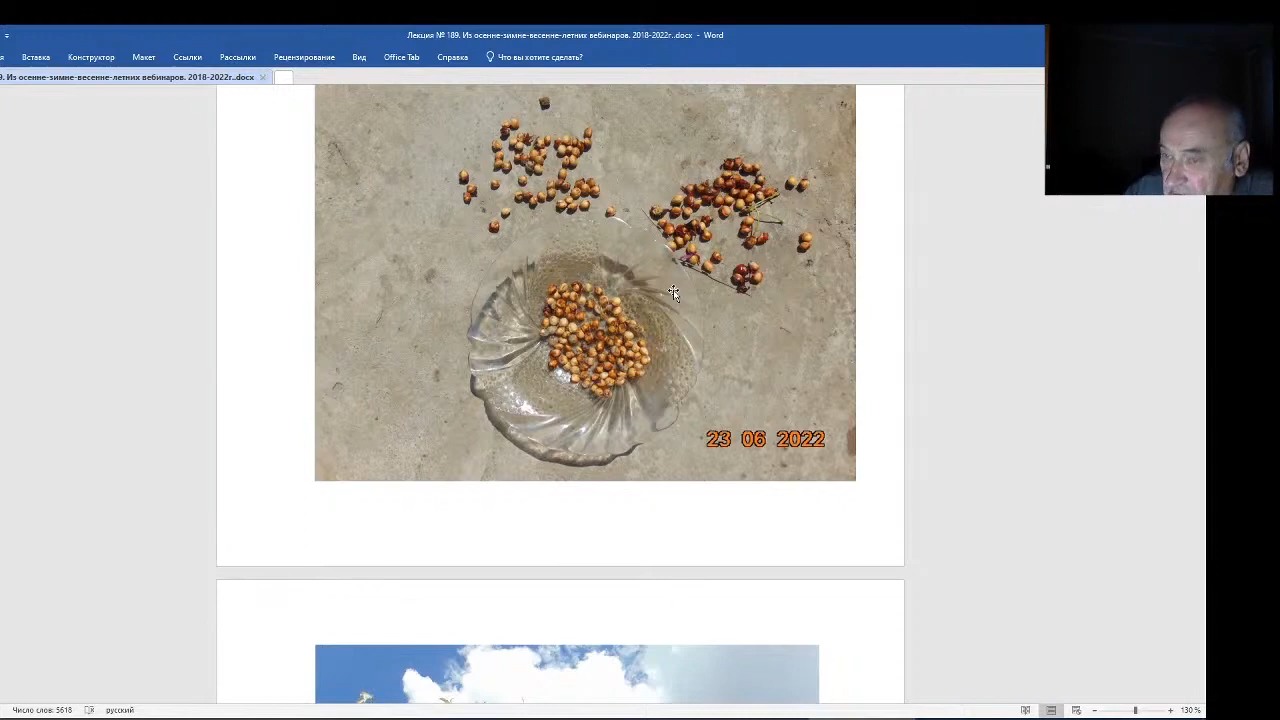 Лекция № 189. Из осенне-зимне-весенне-летних вебинаров. 2018-2022г..docx - Word
Вставка Конструктор Макет Ссылки Рассылки Рецензирование Вид Office Tab Справка Что вы хотите сделать?
9. Из осенне-зимне-весенне-летних вебинаров. 2018-2022г..docx
23 06 2022
Число слов: 5618 русский 130 %